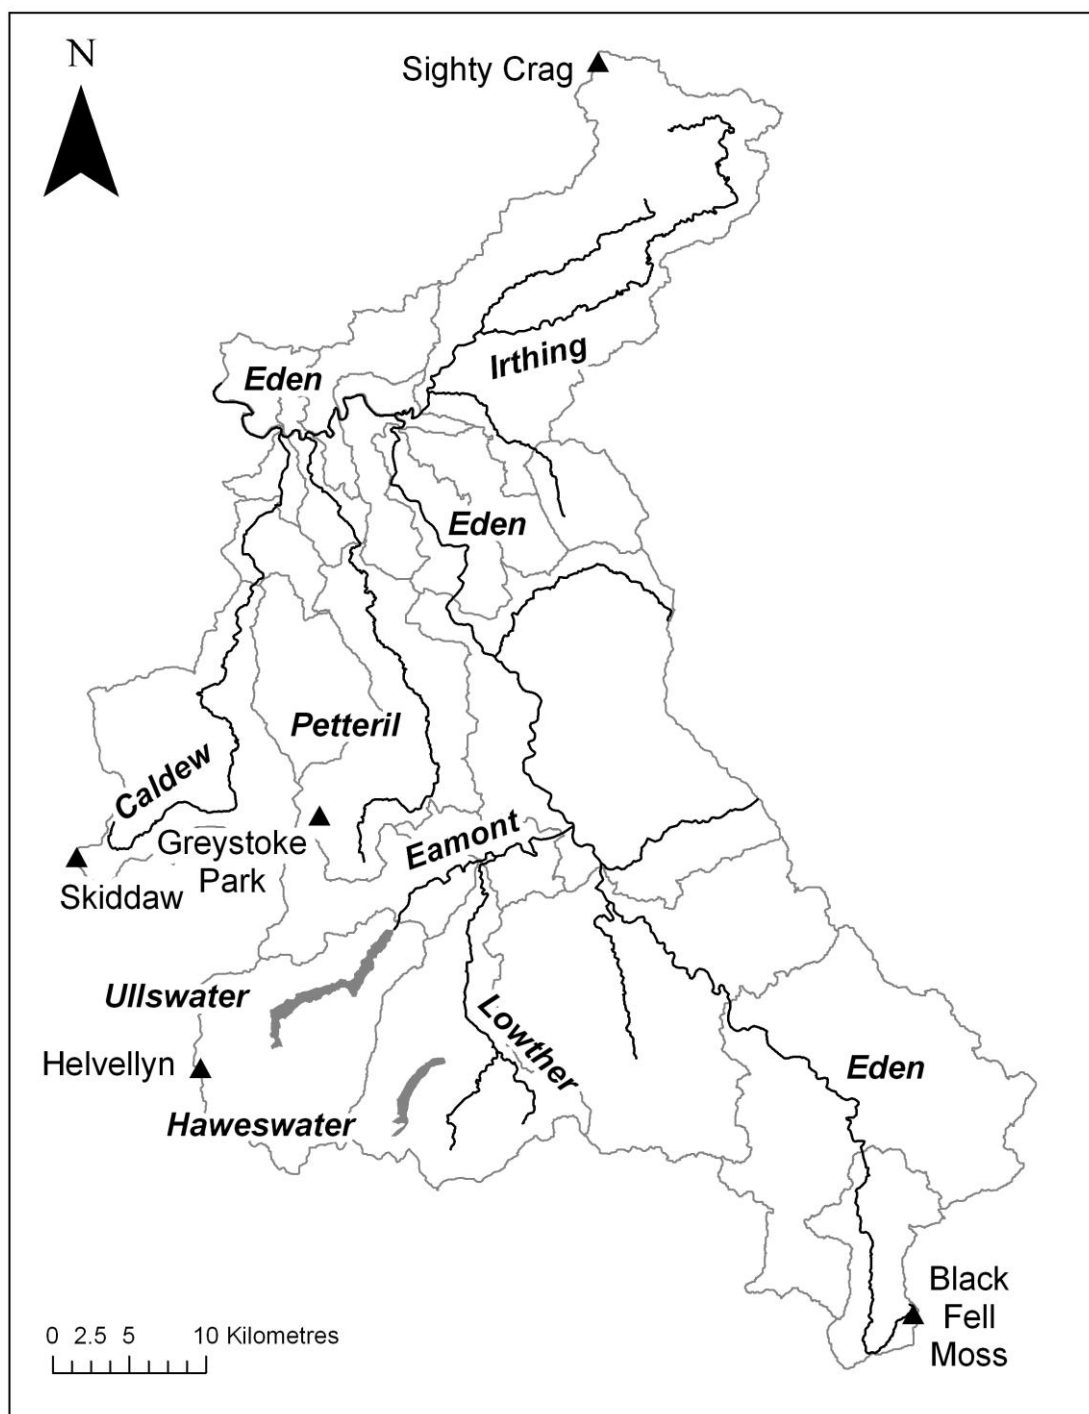 N
Sighty Crag
Irthing
Eden
Eden
Petteril
Caldew
Greystoke
Park
Eamont
Skiddaw
Ullswater
Lowther
Helvellyn
Eden
Haweswater
Black
Fell
Moss
0 2.5 5 10 Kilometres